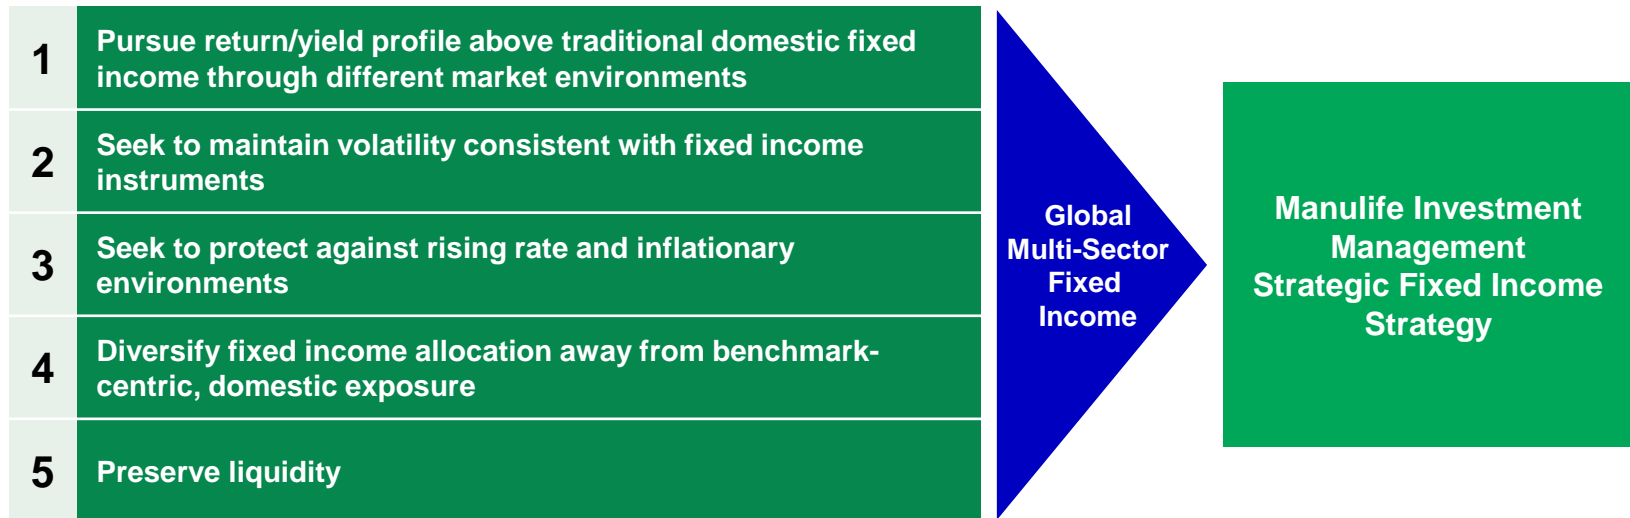 1
Pursue return/yield profile above traditional domestic fixed
income through different market environments
2
Seek to maintain volatility consistent with fixed income
instruments
3
Seek to protect against rising rate and inflationary
environments
4
Diversify fixed income allocation away from benchmark-
centric, domestic exposure
5
Preserve liquidity
Global
Multi-Sector
Fixed
Income
Manulife Investment
Management
Strategic Fixed Income
Strategy